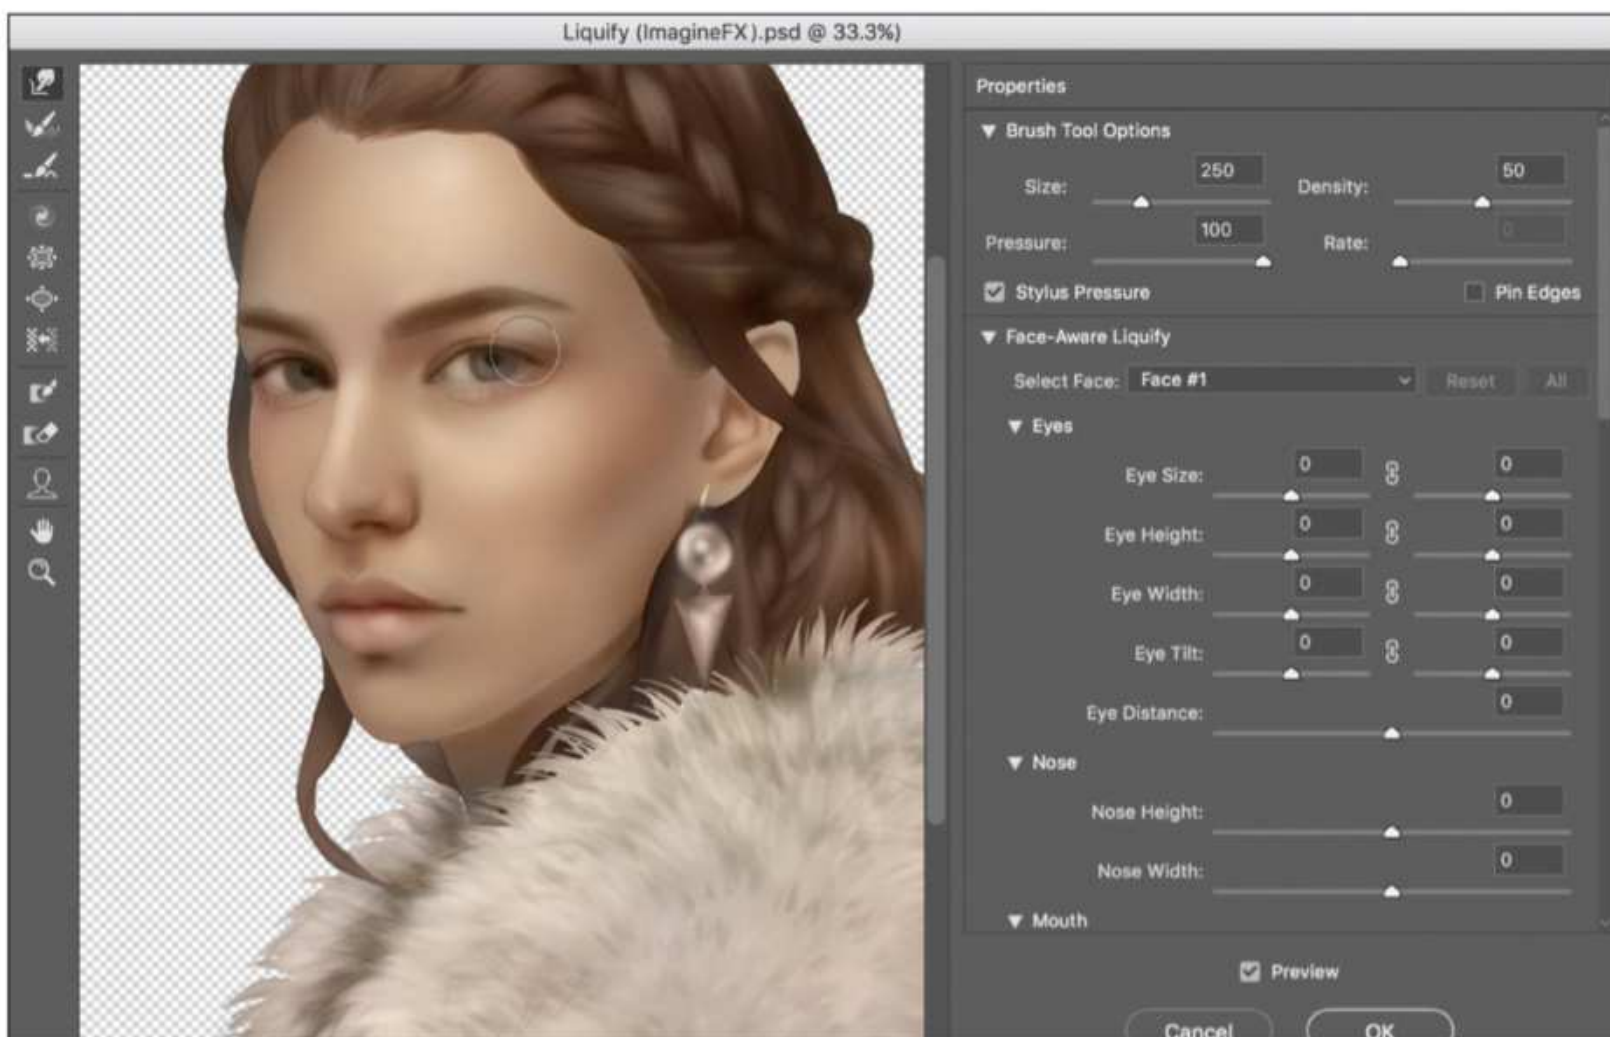 Liquify (ImagineFX).psd @ 33.3%)
Properties
Brush Tool Options
Size: 250 Density: 50
Pressure: 100 Rate: 0
Stylus Pressure Pin Edges
Face-Aware Liquify
Select Face: Face #1 Reset All
Eyes
Eye Size: 0 0
Eye Height: 0 0
Eye Width: 0 0
Eye Tilt: 0 0
Eye Distance: 0
Nose
Nose Height: 0
Nose Width: 0
Mouth
Preview
Cancel OK